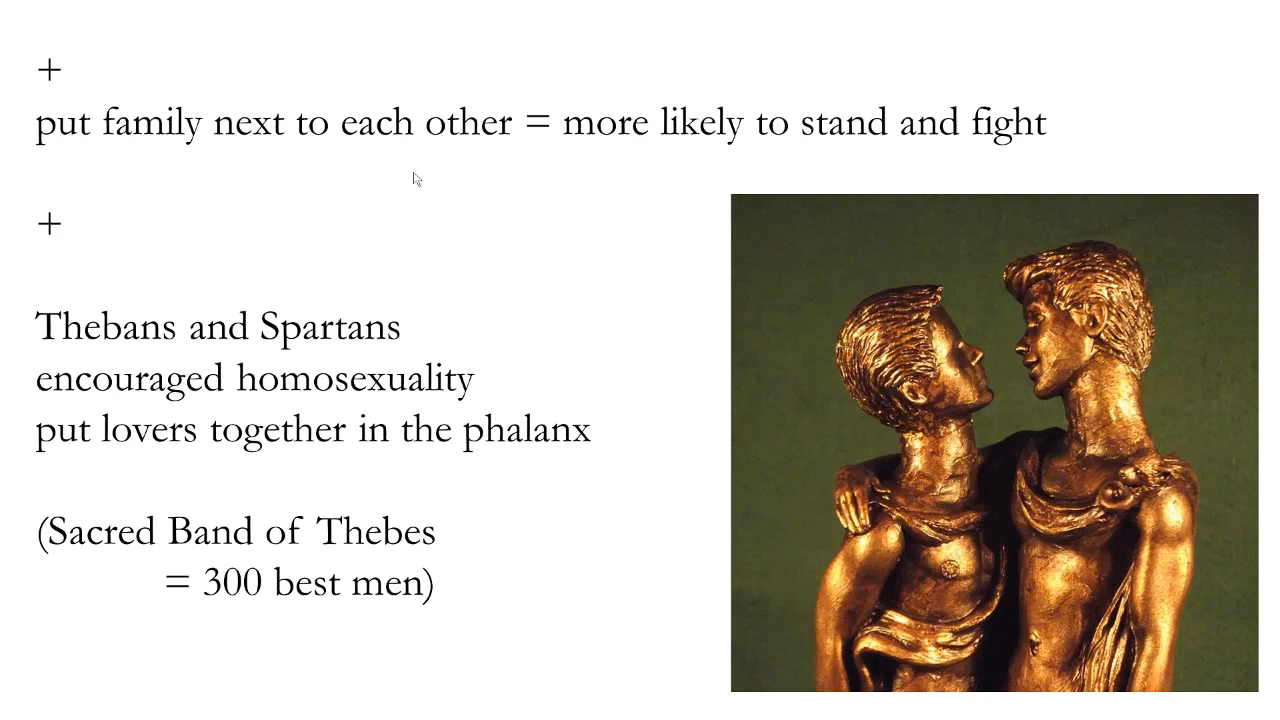 +
put family next to each other = more likely to stand and fight
+
Thebans and Spartans
encouraged homosexuality
put lovers together in the phalanx
(Sacred Band of Thebes
= 300 best men)